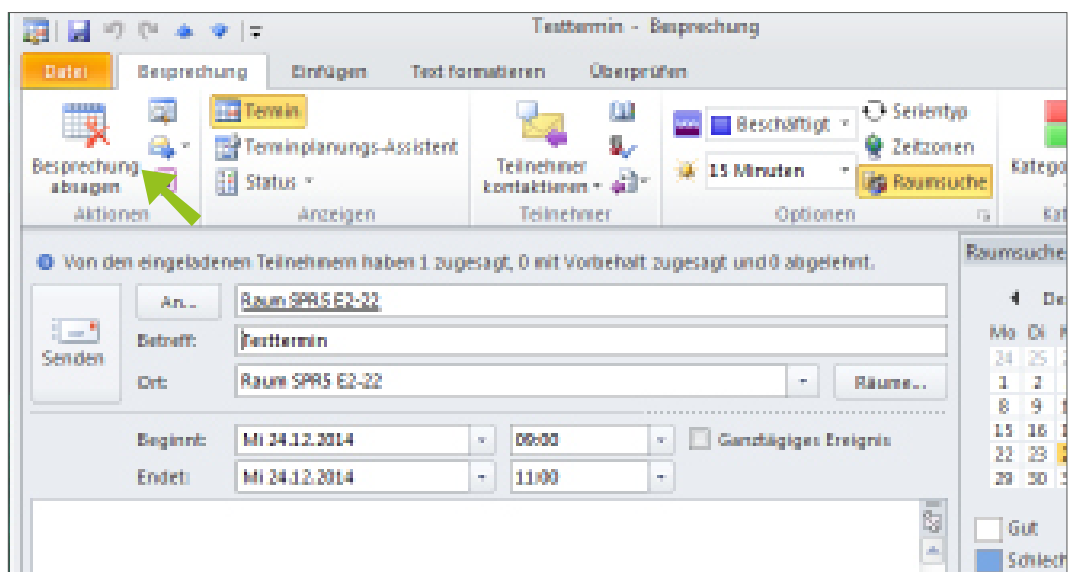 Testtermin - Besprechung
Datei Besprechung Einfügen Text formatieren Überprüfen
Besprechung absagen
Termin
Terminplanungs-Assistent
Status
Teilnehmer kontaktieren
Beschäftigt
15 Minuten
Serientyp
Zeitzonen
Raumsuche
Katego
Aktionen Anzeigen Teilnehmer Optionen Kat
Von den eingeladenen Teilnehmern haben 1 zugesagt, 0 mit Vorbehalt zugesagt und 0 abgelehnt.
Senden
An... Raum SPRS E2-22
Betreff: Testtermin
Ort: Raum SPRS E2-22 Räume...
Beginnt: Mi 24.12.2014 09:00 Ganztägiges Ereignis
Endet: Mi 24.12.2014 11:00
Raumsuche
De
Mo Di
24 25
1 2
8 9
15 16
22 23
29 30
Gut
Schlech